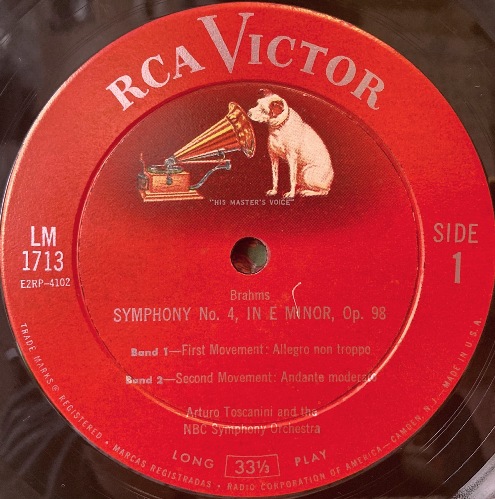 RCA VICTOR
"HIS MASTER'S VOICE"
LM
1713
E2RP-4102
SIDE
1
Brahms
SYMPHONY No. 4, IN E MINOR, Op. 98
Band 1—First Movement: Allegro non troppo
Band 2—Second Movement: Andante moderato
Arturo Toscanini and the
NBC Symphony Orchestra
LONG 33⅓ PLAY
TRADE MARKS ® REGISTERED • MARCAS REGISTRADAS • RADIO CORPORATION OF AMERICA—CAMDEN, N.J.—MADE IN U.S.A.